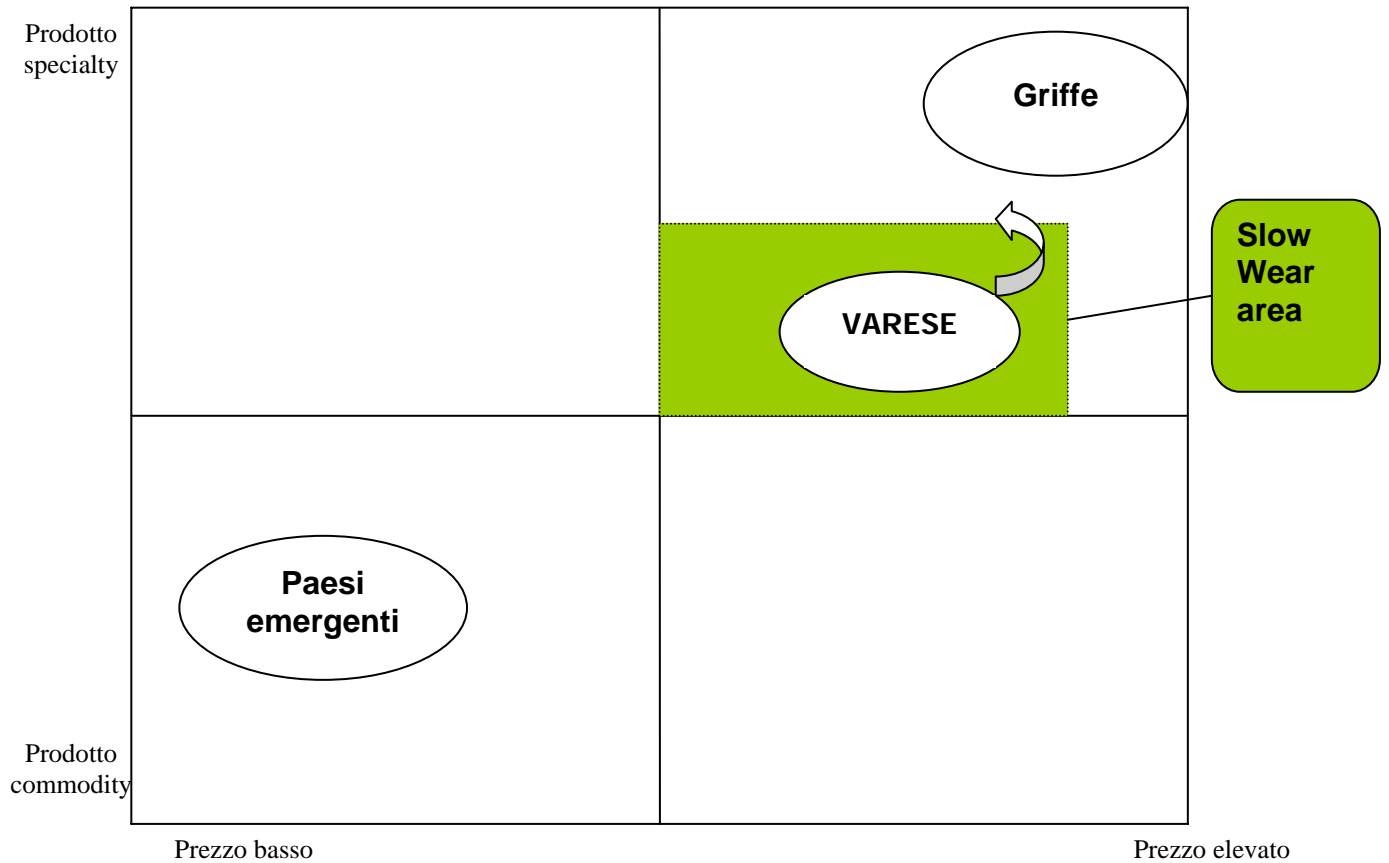 Prodotto
specialty
Griffe
Slow
Wear
area
VARESE
Paesi
emergenti
Prodotto
commodity
Prezzo basso
Prezzo elevato